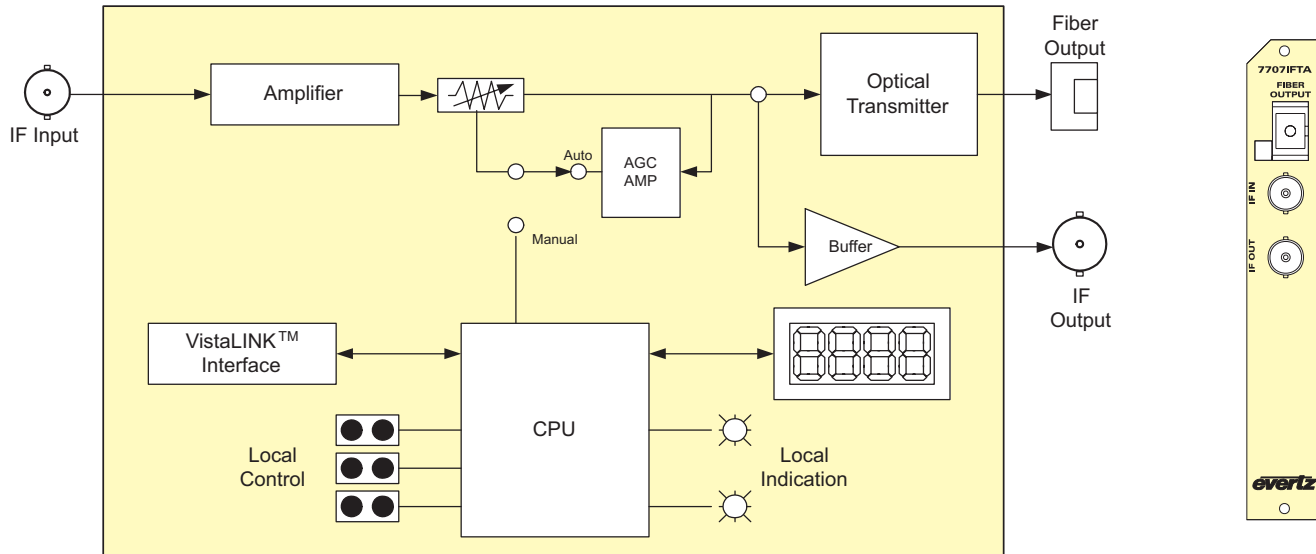 Fiber
Output
IF Input
Amplifier
Optical
Transmitter
Auto
AGC
AMP
Manual
Buffer
IF
Output
VistaLINK™
Interface
8888
CPU
Local
Control
Local
Indication
7707IFTA
FIBER
OUTPUT
IF IN
IF OUT
evertz